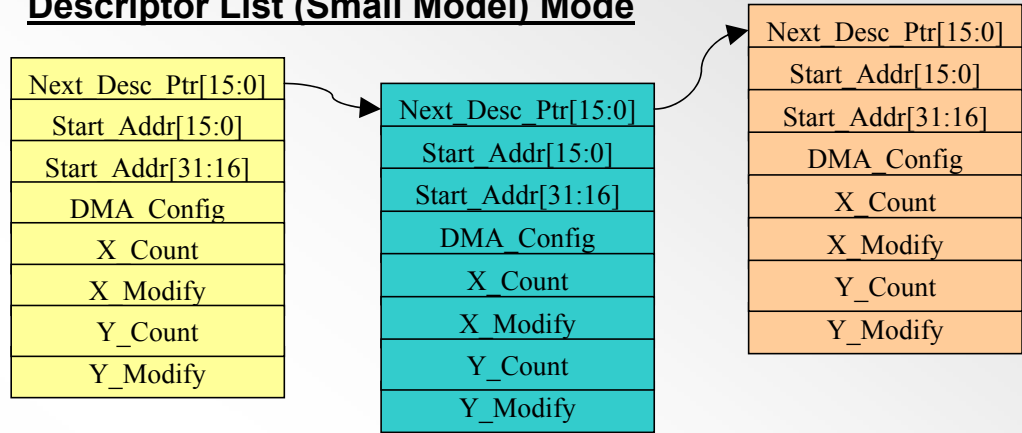 Descriptor List (Small Model) Mode
Next_Desc_Ptr[15:0]
Start_Addr[15:0]
Start_Addr[31:16]
DMA_Config
X_Count
X_Modify
Y_Count
Y_Modify
Next_Desc_Ptr[15:0]
Start_Addr[15:0]
Start_Addr[31:16]
DMA_Config
X_Count
X_Modify
Y_Count
Y_Modify
Next_Desc_Ptr[15:0]
Start_Addr[15:0]
Start_Addr[31:16]
DMA_Config
X_Count
X_Modify
Y_Count
Y_Modify